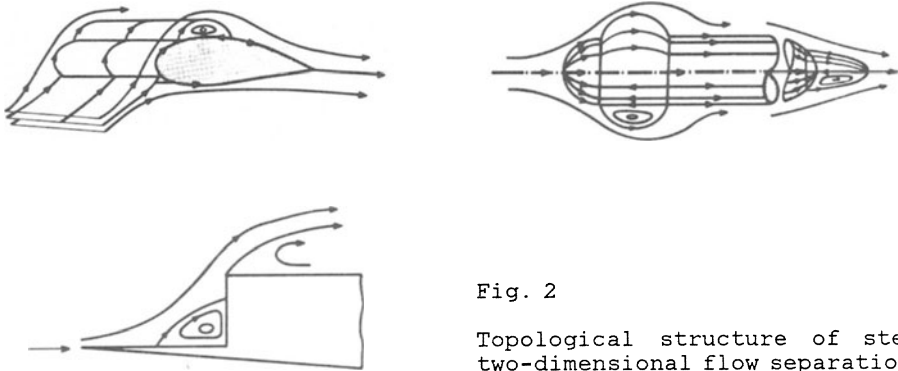 Fig. 2
Topological structure of ste
two-dimensional flow separatio